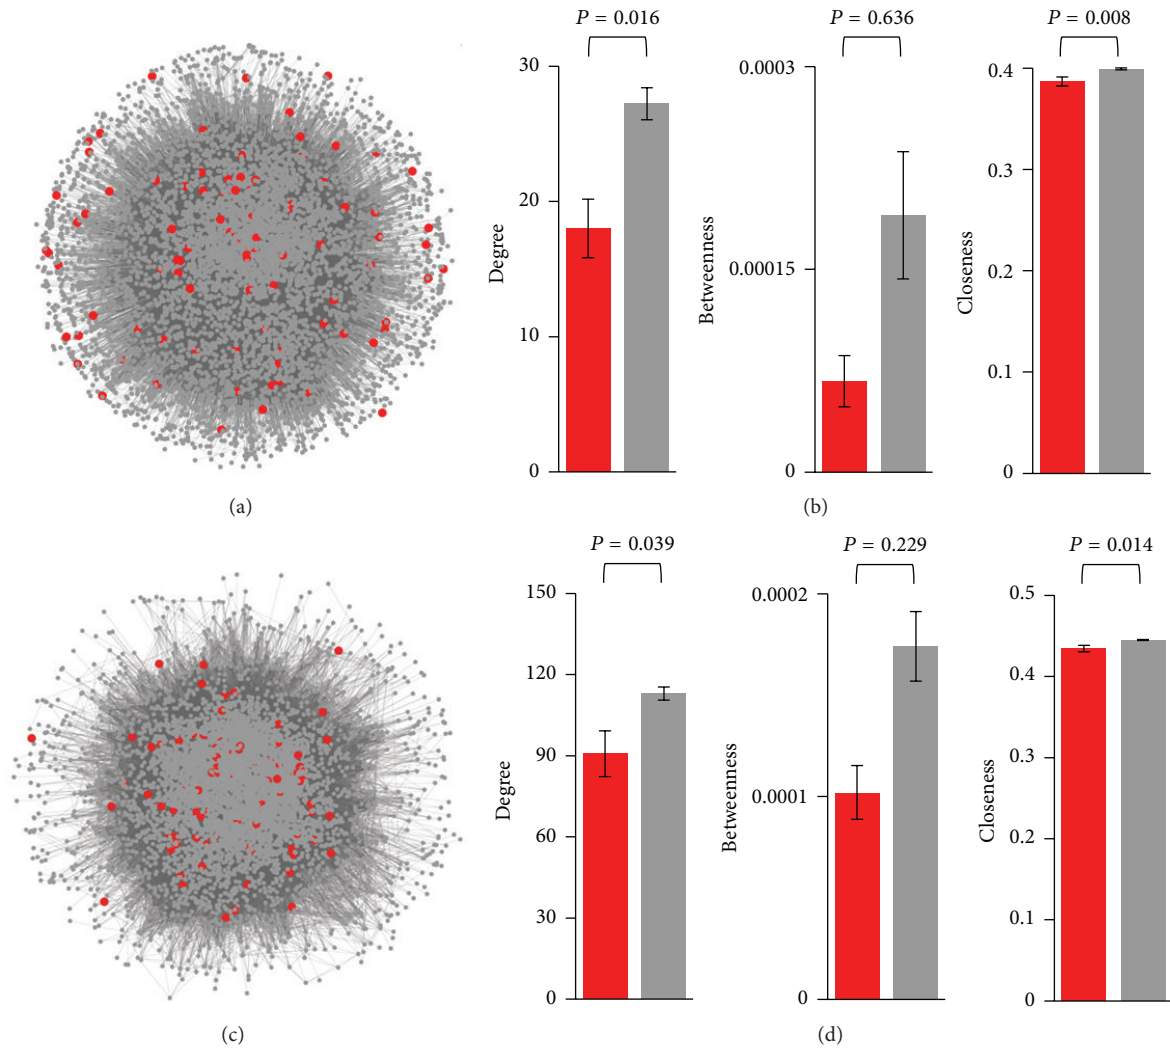 P = 0.016
P = 0.636
P = 0.008
30
20
10
0
Degree
0.0003
0.00015
0
Betweenness
0.4
0.3
0.2
0.1
0
Closeness
(a)
(b)
P = 0.039
P = 0.229
P = 0.014
150
120
90
60
30
0
Degree
0.0002
0.0001
0
Betweenness
0.5
0.4
0.3
0.2
0.1
0
Closeness
(c)
(d)